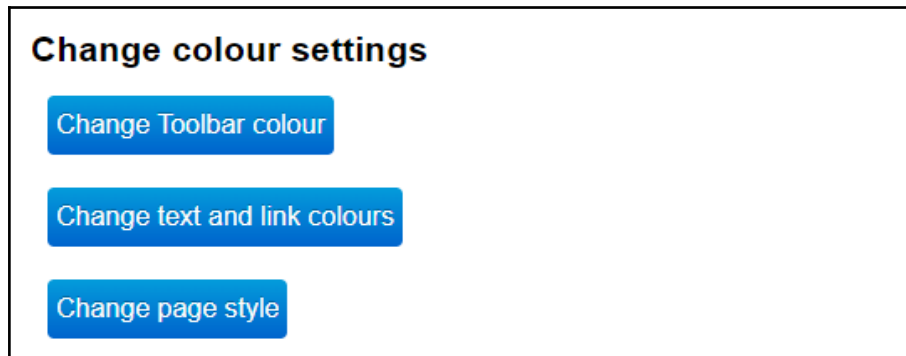 Change colour settings
Change Toolbar colour
Change text and link colours
Change page style